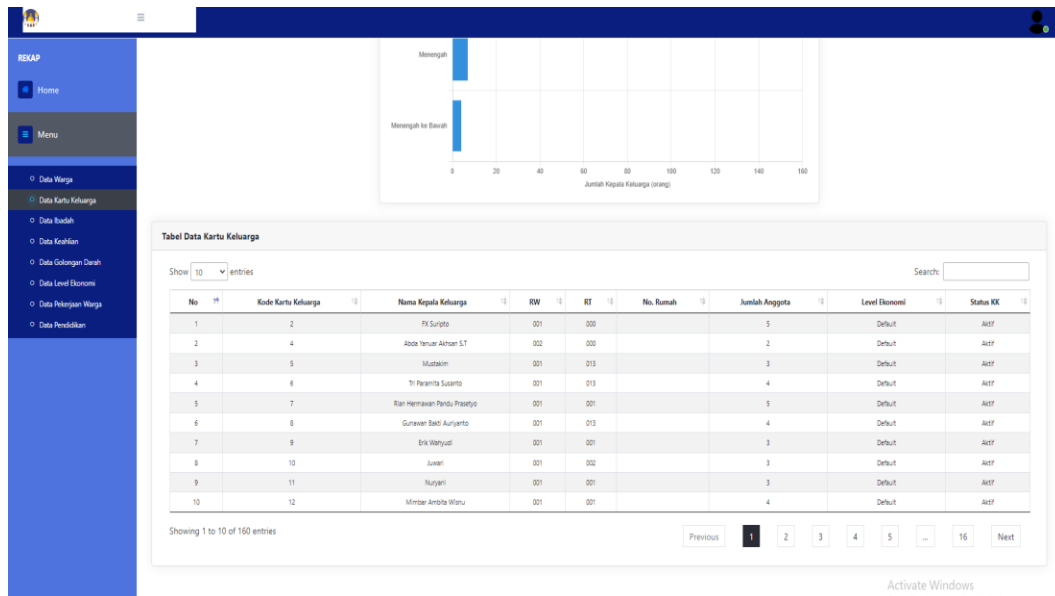 REKAP
Home
Menu
Data Warga
Data Kartu Keluarga
Data Ibadah
Data Keahlian
Data Golongan Darah
Data Level Ekonomi
Data Pekerjaan Warga
Data Pendidikan
Menengah
Menengah ke Bawah
0 20 40 60 80 100 120 140 160
Jumlah Kepala Keluarga (orang)
Tabel Data Kartu Keluarga
Show 10 entries Search:
No Kode Kartu Keluarga Nama Kepala Keluarga RW RT No. Rumah Jumlah Anggota Level Ekonomi Status KK
1 2 FX Suripto 001 000 5 Default Aktif
2 4 Abda Yanuar Akhsan S.T 002 000 2 Default Aktif
3 5 Mustakim 001 013 3 Default Aktif
4 6 Tri Paramita Susanto 001 013 4 Default Aktif
5 7 Rian Hermawan Pandu Prasetyo 001 001 5 Default Aktif
6 8 Gunawan Bakti Auriyanto 001 013 4 Default Aktif
7 9 Erik Wahyudi 001 001 3 Default Aktif
8 10 Juwari 001 002 3 Default Aktif
9 11 Nuryani 001 001 3 Default Aktif
10 12 Mimbar Ambita Wisnu 001 001 4 Default Aktif
Showing 1 to 10 of 160 entries
Previous 1 2 3 4 5 ... 16 Next
Activate Windows